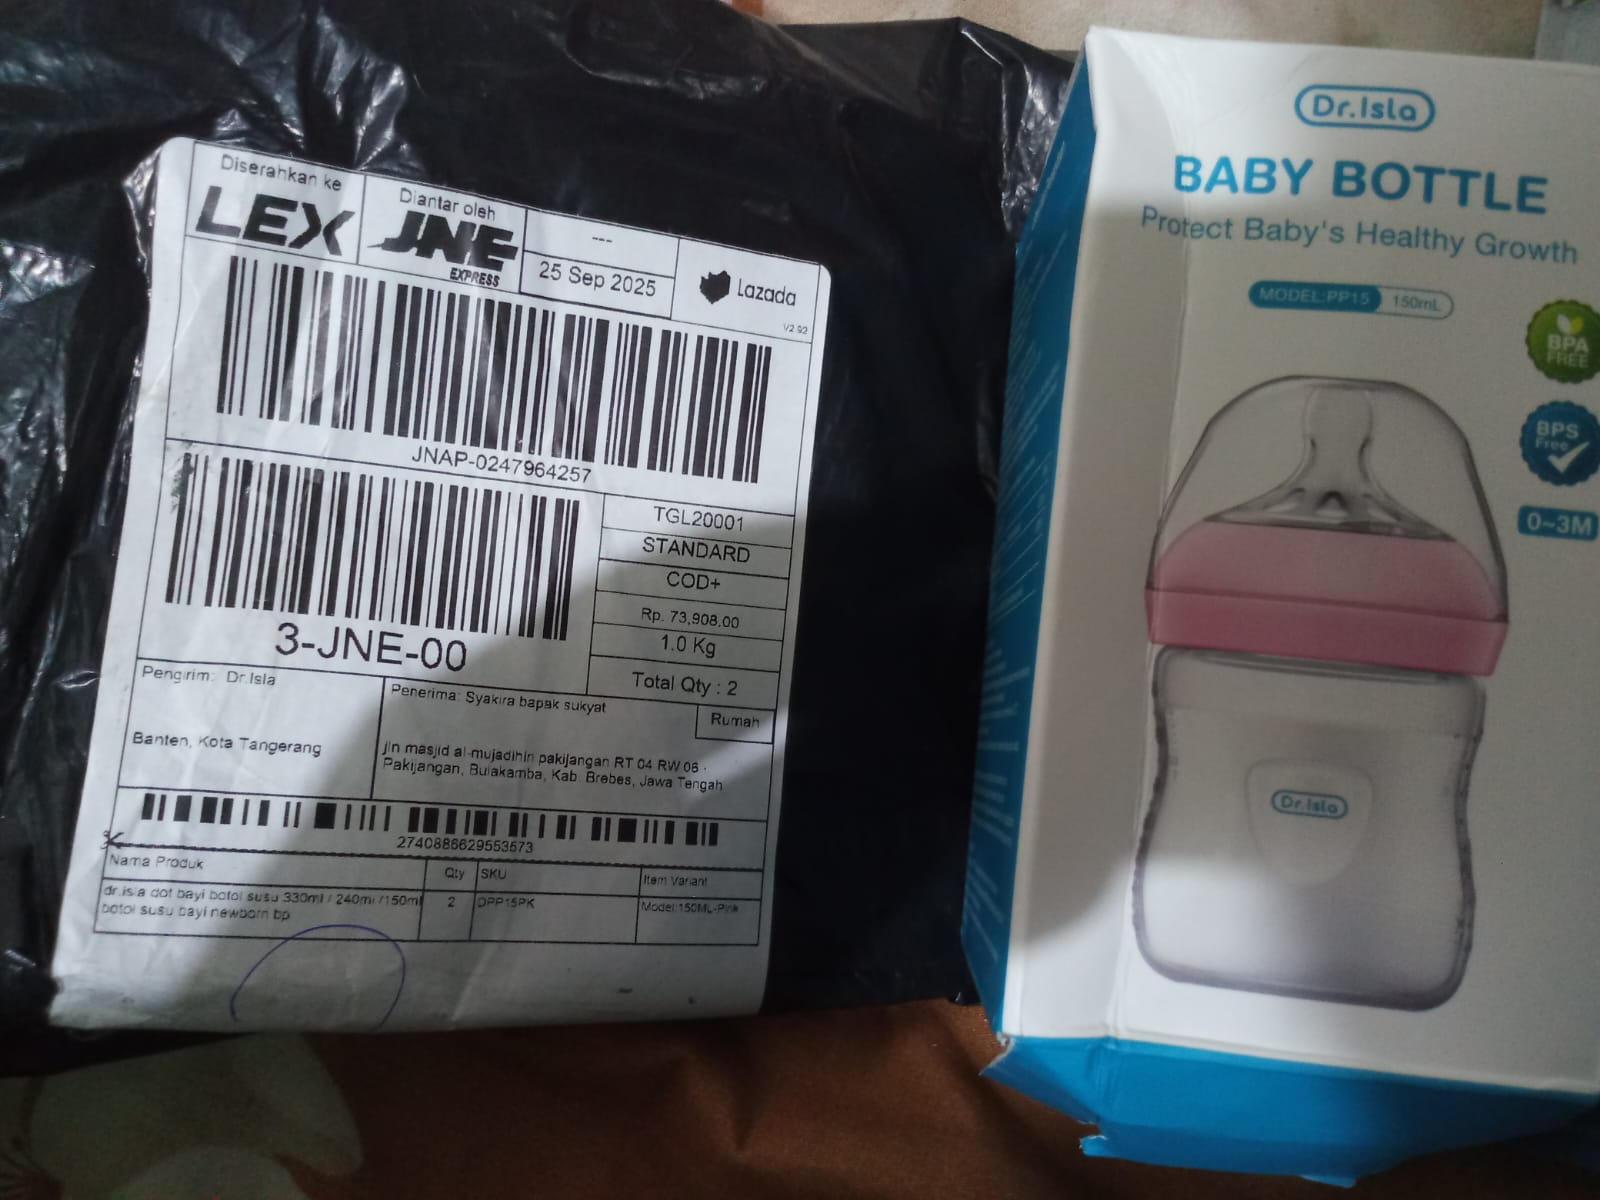 Diserahkan ke
LEX
Diantar oleh
JNE
EXPRESS
---
25 Sep 2025
Lazada
V2.92
JNAP-0247964257
TGL20001
STANDARD
COD+
Rp. 73,908.00
1.0 Kg
Total Qty : 2
3-JNE-00
Pengirim: Dr.Isla
Banten, Kota Tangerang
Penerima: Syakira bapak sukyat
Rumah
jln masjid al-mujadihin pakijangan RT 04 RW 06 -
Pakijangan, Bulakamba, Kab. Brebes, Jawa Tengah
2740886629553573
Nama Produk
Qty
SKU
Item Variant
dr.isla dot bayi botol susu 330ml / 240ml /150ml
botol susu bayi newborn bp
2
DPP15PK
Model:150ML-Pink
Dr.Isla
BABY BOTTLE
Protect Baby's Healthy Growth
MODEL:PP15 150mL
BPA
FREE
BPS
Free
0~3M
Dr.Isla